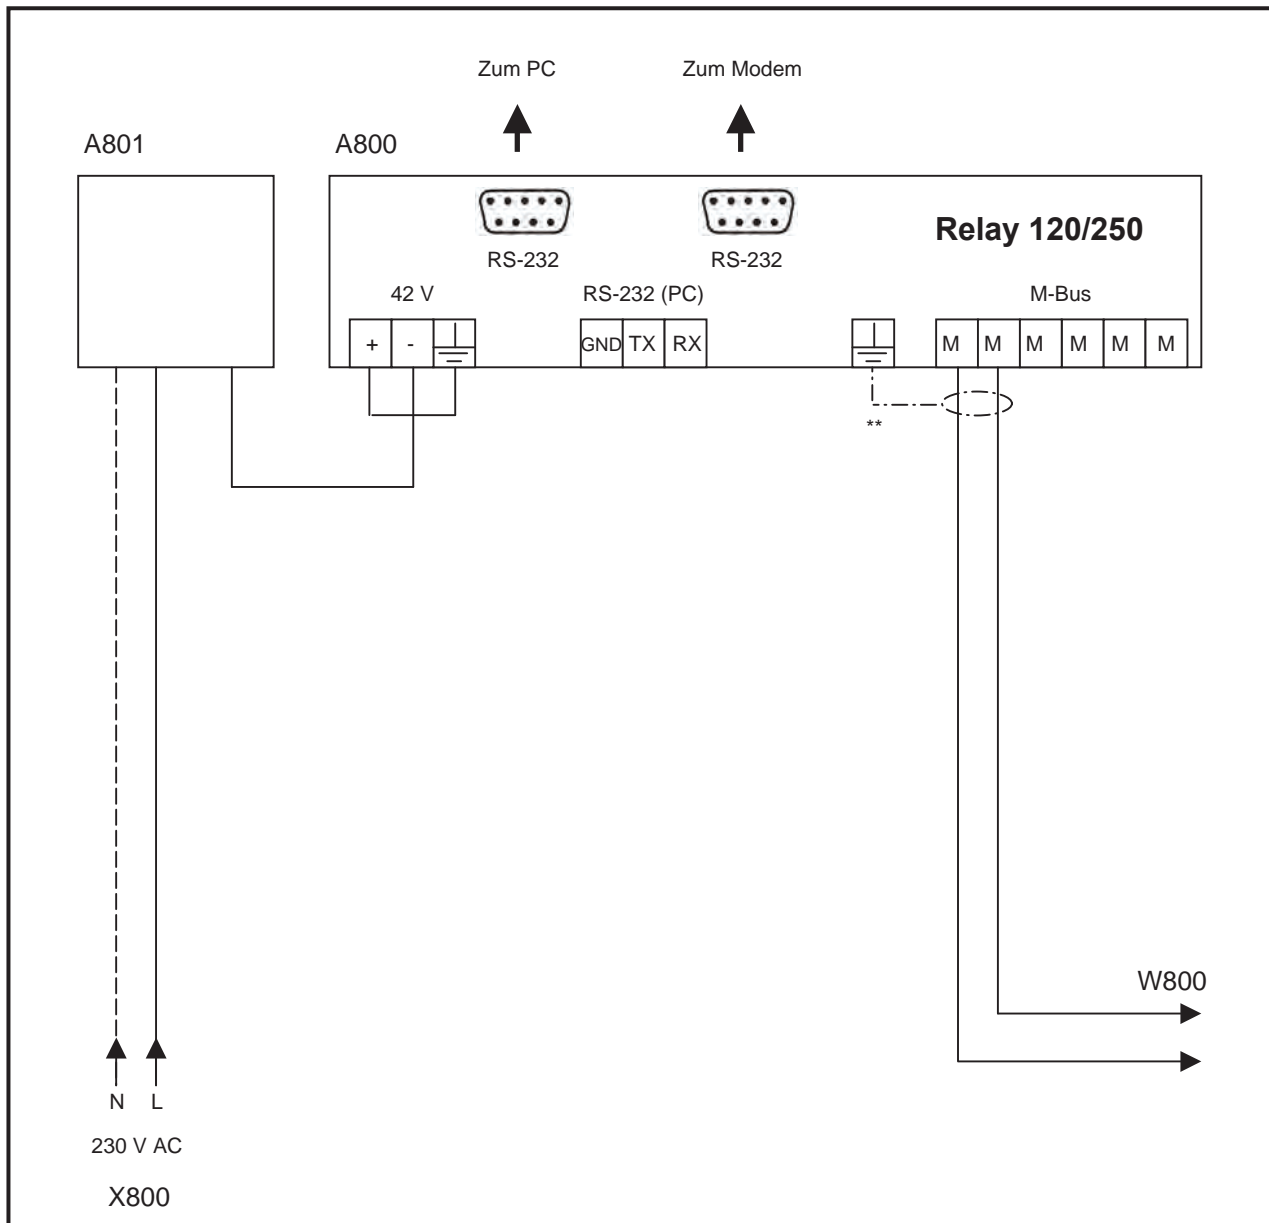 Zum PC
Zum Modem
A801
A800
Relay 120/250
RS-232
RS-232
42 V
RS-232 (PC)
M-Bus
+ -
GND TX RX
M M M M M M
**
W800
N L
230 V AC
X800